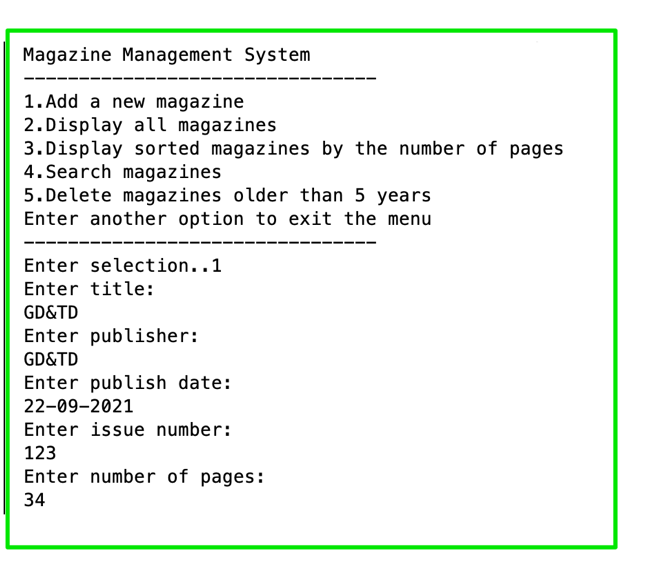 Magazine Management System
--------------------------------
1.Add a new magazine
2.Display all magazines
3.Display sorted magazines by the number of pages
4.Search magazines
5.Delete magazines older than 5 years
Enter another option to exit the menu
--------------------------------
Enter selection..1
Enter title:
GD&TD
Enter publisher:
GD&TD
Enter publish date:
22-09-2021
Enter issue number:
123
Enter number of pages:
34